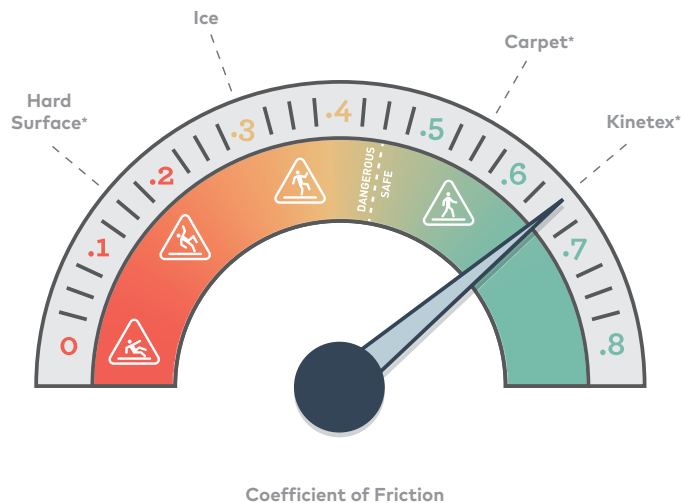 Ice
Carpet*
Hard
Surface*
Kinetex*
0
.1
.2
.3
.4
.5
.6
.7
.8
DANGEROUS
SAFE
Coefficient of Friction